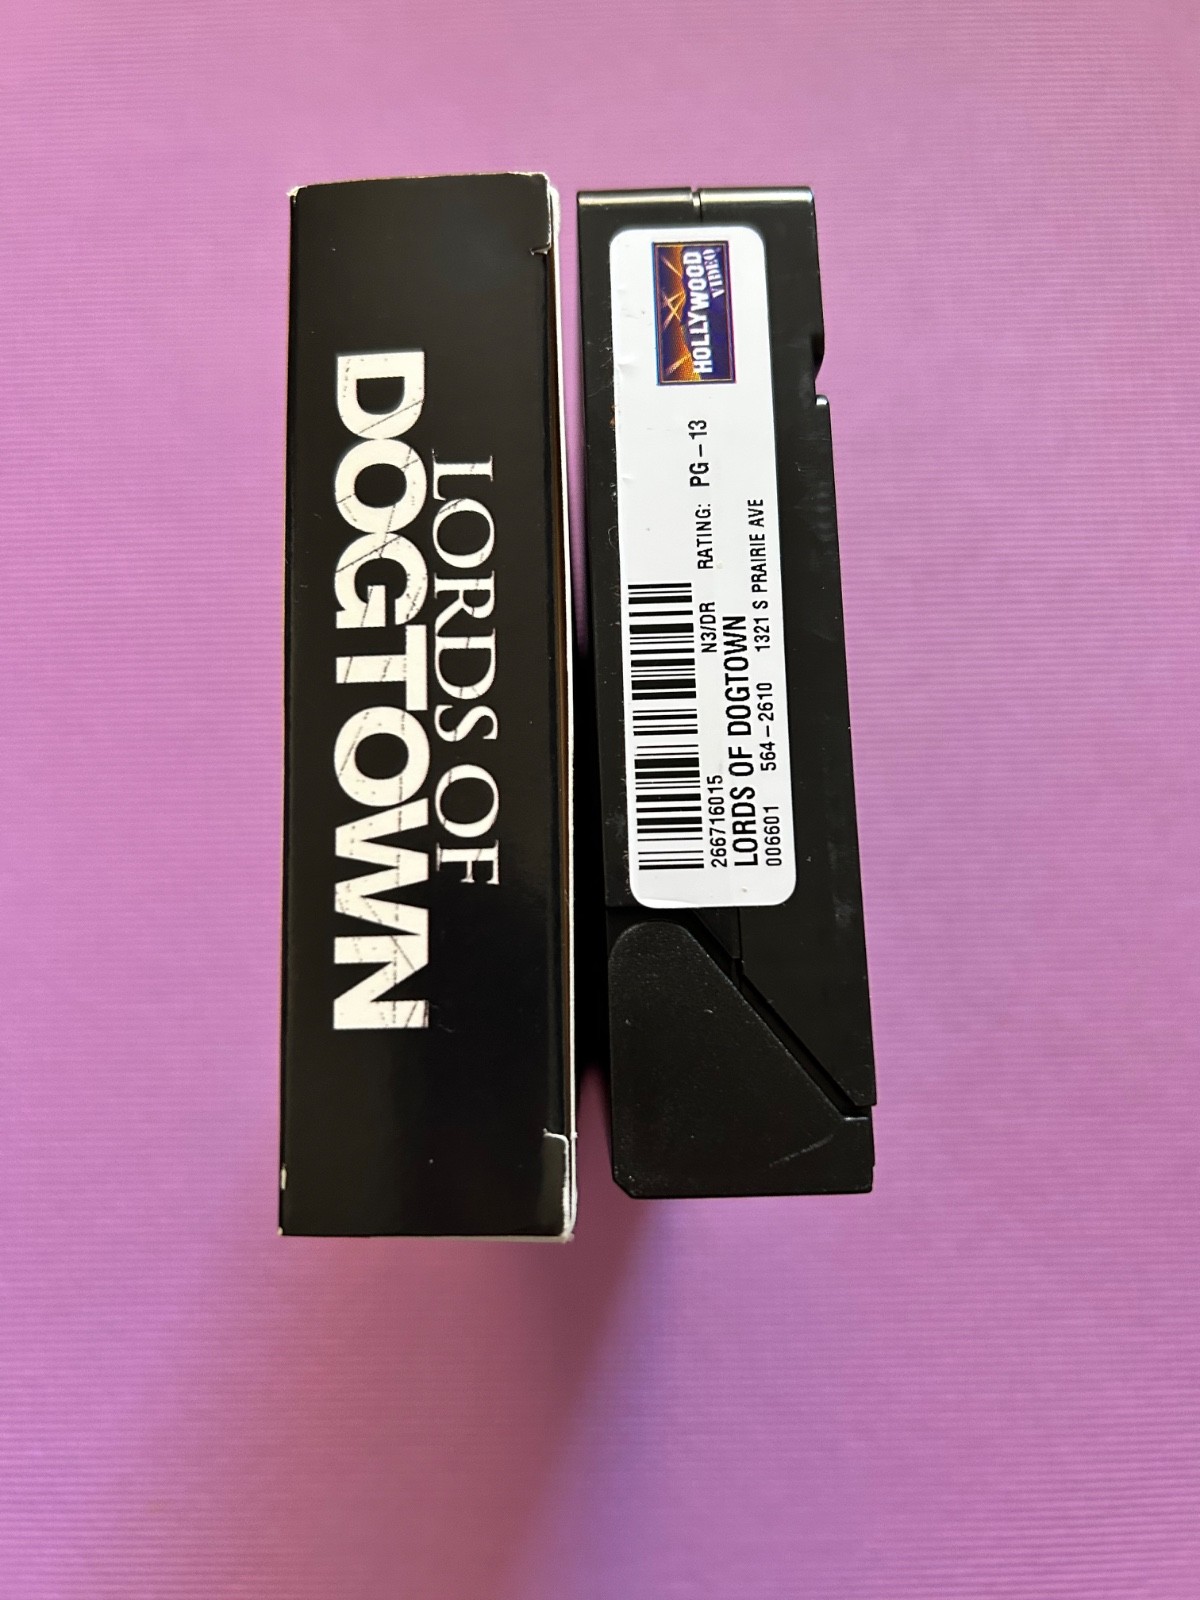 LORDS OF
DOGTOWN
HOLLYWOOD
VIDEO
266716015 N3/DR RATING: PG-13
LORDS OF DOGTOWN
006601 564-2610 1321 S PRAIRIE AVE